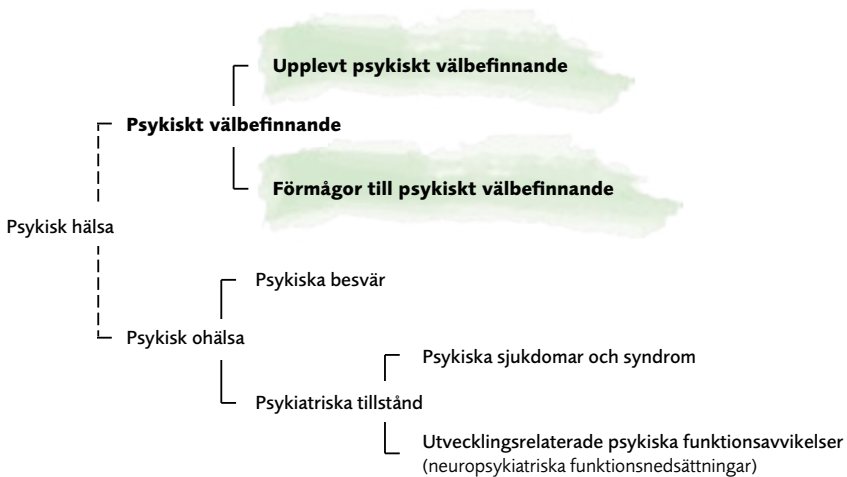 Upplevt psykiskt välbefinnande
Psykiskt välbefinnande
Förmågor till psykiskt välbefinnande
Psykisk hälsa
Psykiska besvär
Psykisk ohälsa
Psykiska sjukdomar och syndrom
Psykiatriska tillstånd
Utvecklingsrelaterade psykiska funktionsavvikelser
(neuropsykiatriska funktionsnedsättningar)